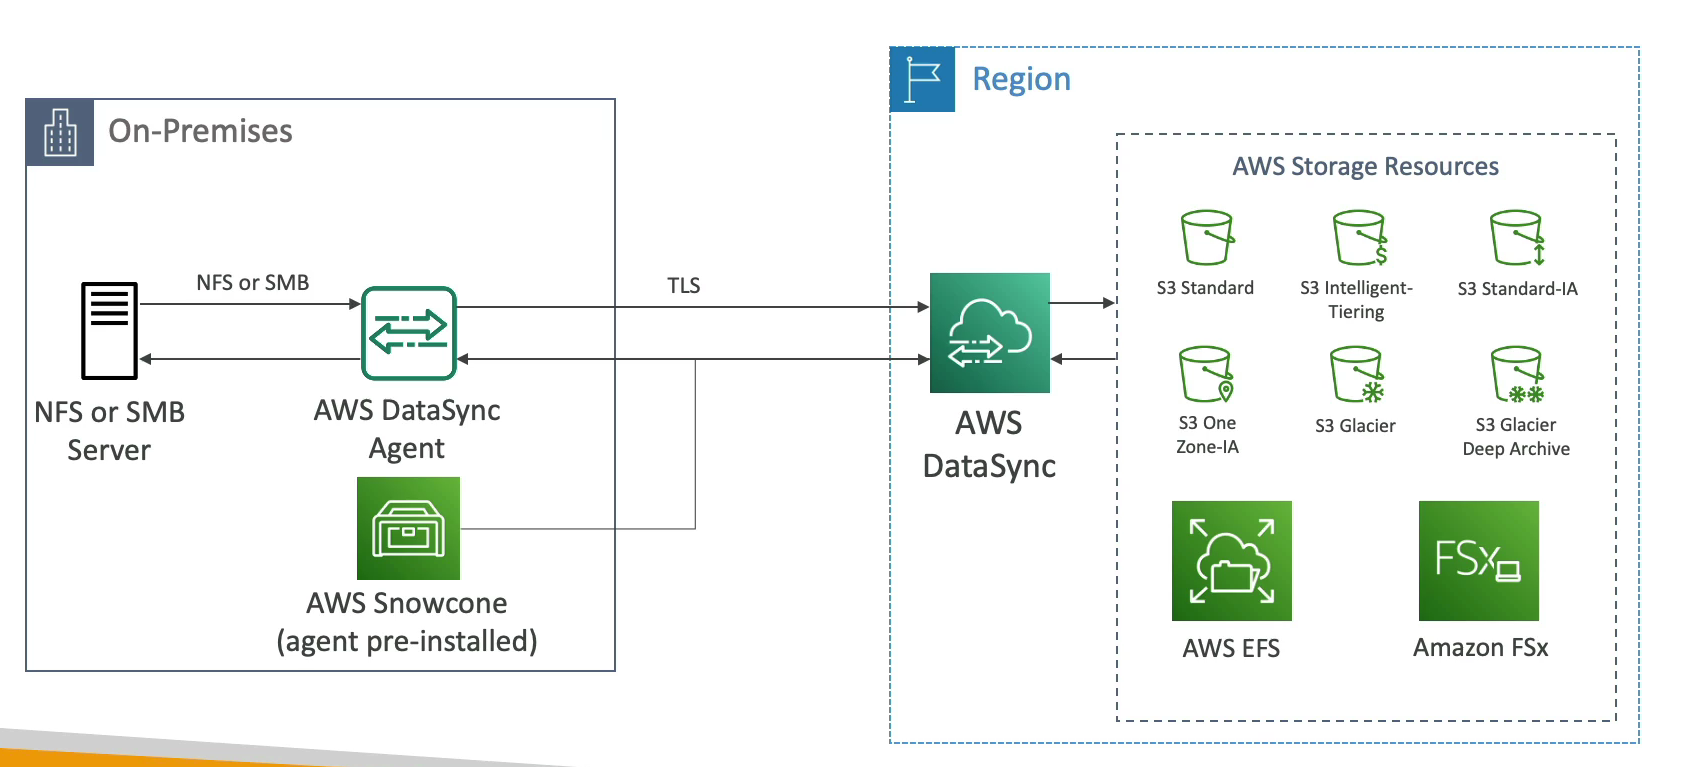 Region
On-Premises
AWS Storage Resources
S3 Standard
S3 Intelligent-
Tiering
S3 Standard-IA
NFS or SMB
TLS
S3 One
Zone-IA
S3 Glacier
S3 Glacier
Deep Archive
NFS or SMB
Server
AWS DataSync
Agent
AWS
DataSync
FSx
AWS Snowcone
(agent pre-installed)
AWS EFS
Amazon FSx